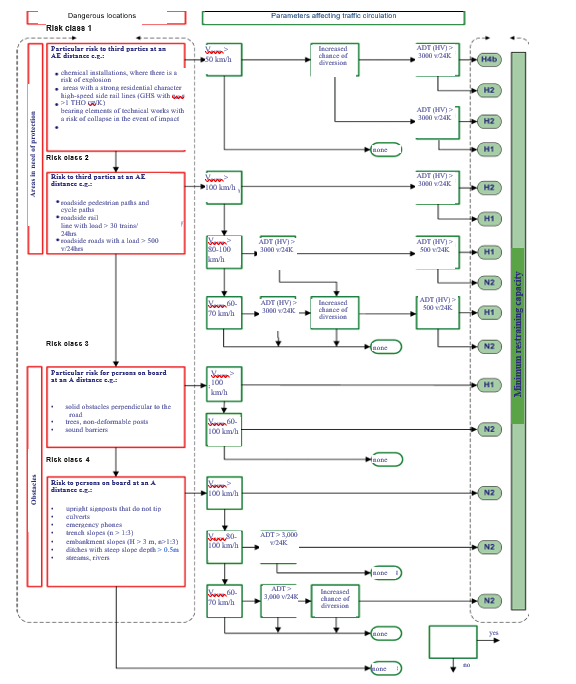 Dangerous locations
Parameters affecting traffic circulation
Risk class 1
Particular risk to third parties at an
AE distance e.g.:
chemical installations, where there is a
risk of explosion
areas with a strong residential character
high-speed side rail lines (GHS with
>1 THO
bearing elements of technical works with
a risk of collapse in the event of impact
>
50 km/h
Increased
chance of
diversion
ADT (HV) >
3000 v/24K
H4b
H2
ADT (HV) >
3000 v/24K
H2
H1
none
Areas in need of protection
Risk class 2
Risk to third parties at an AE
distance e.g.:
roadside pedestrian paths and
cycle paths
roadside rail
line with load > 30 trains/
24hrs
roadside roads with a load > 500
v/24hrs
>
100 km/h
ADT (HV) >
3000 v/24K
H2
H1
80-100
km/h
ADT (HV) >
3000 v/24K
ADT (HV) >
500 v/24K
H1
N2
60-
70 km/h
ADT (HV) >
3000 v/24K
Increased
chance of
diversion
ADT (HV) >
500 v/24K
H1
none
N2
Minimum restraining capacity
Risk class 3
Particular risk for persons on board
at an A distance e.g.:
solid obstacles perpendicular to the
road
trees, non-deformable posts
sound barriers
>
100
km/h
H1
60-
100 km/h
N2
none
Obstacles
Risk class 4
Risk to persons on board at an A
distance e.g.:
upright signposts that do not tip
culverts
emergency phones
trench slopes (n > 1:3)
embankment slopes (H > 3 m, n>1:3)
ditches with steep slope depth > 0.5m
streams, rivers
>
100 km/h
N2
80-
100 km/h
ADT > 3,000
v/24K
N2
none
60-
70 km/h
ADT >
3,000 v/24K
Increased
chance of
diversion
N2
none
yes
no
none